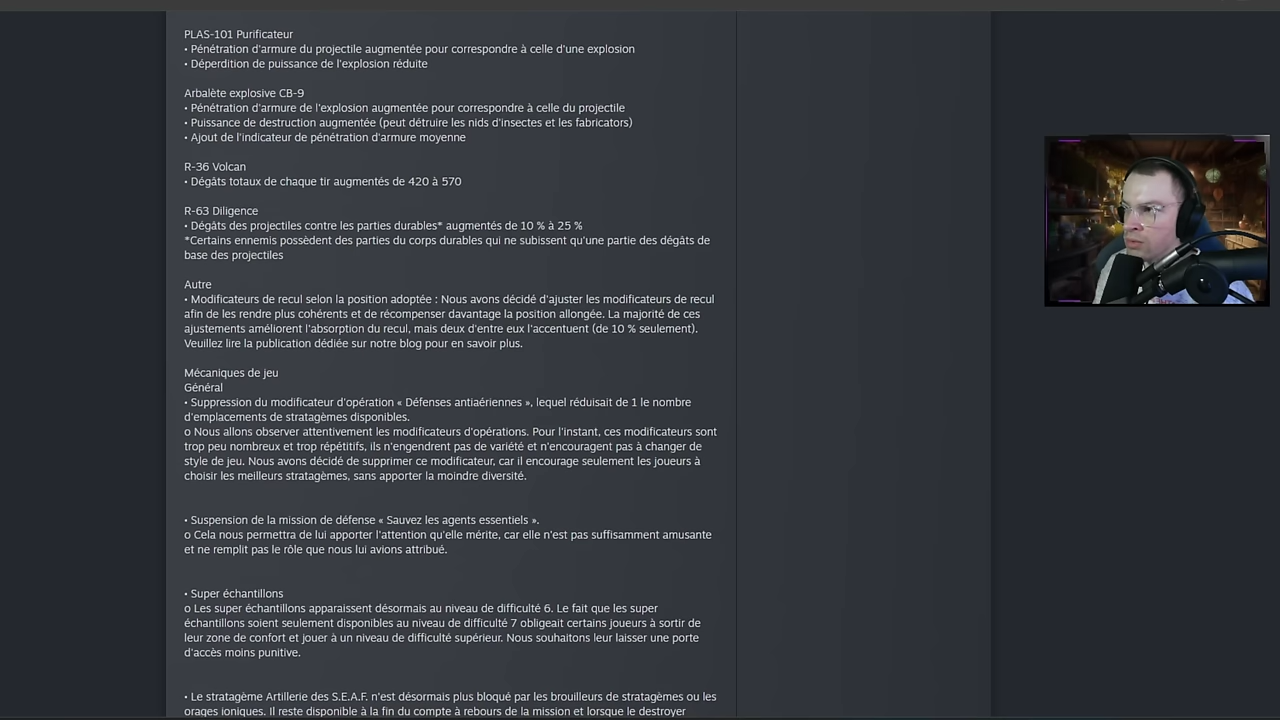 PLAS-101 Purificateur
• Pénétration d'armure du projectile augmentée pour correspondre à celle d'une explosion
• Déperdition de puissance de l'explosion réduite
Arbalète explosive CB-9
• Pénétration d'armure de l'explosion augmentée pour correspondre à celle du projectile
• Puissance de destruction augmentée (peut détruire les nids d'insectes et les fabricators)
• Ajout de l'indicateur de pénétration d'armure moyenne
R-36 Volcan
• Dégâts totaux de chaque tir augmentés de 420 à 570
R-63 Diligence
• Dégâts des projectiles contre les parties durables* augmentés de 10 % à 25 %
*Certains ennemis possèdent des parties du corps durables qui ne subissent qu'une partie des dégâts de
base des projectiles
Autre
• Modificateurs de recul selon la position adoptée : Nous avons décidé d'ajuster les modificateurs de recul
afin de les rendre plus cohérents et de récompenser davantage la position allongée. La majorité de ces
ajustements améliorent l'absorption du recul, mais deux d'entre eux l'accentuent (de 10 % seulement).
Veuillez lire la publication dédiée sur notre blog pour en savoir plus.
Mécaniques de jeu
Général
• Suppression du modificateur d'opération « Défenses antiaériennes », lequel réduisait de 1 le nombre
d'emplacements de stratagèmes disponibles.
o Nous allons observer attentivement les modificateurs d'opérations. Pour l'instant, ces modificateurs sont
trop peu nombreux et trop répétitifs, ils n'engendrent pas de variété et n'encouragent pas à changer de
style de jeu. Nous avons décidé de supprimer ce modificateur, car il encourage seulement les joueurs à
choisir les meilleurs stratagèmes, sans apporter la moindre diversité.
• Suspension de la mission de défense « Sauvez les agents essentiels ».
o Cela nous permettra de lui apporter l'attention qu'elle mérite, car elle n'est pas suffisamment amusante
et ne remplit pas le rôle que nous lui avions attribué.
• Super échantillons
o Les super échantillons apparaissent désormais au niveau de difficulté 6. Le fait que les super
échantillons soient seulement disponibles au niveau de difficulté 7 obligeait certains joueurs à sortir de
leur zone de confort et jouer à un niveau de difficulté supérieur. Nous souhaitons leur laisser une porte
d'accès moins punitive.
• Le stratagème Artillerie des S.E.A.F. n'est désormais plus bloqué par les brouilleurs de stratagèmes ou les
orages ioniques. Il reste disponible à la fin du compte à rebours de la mission et lorsque le destroyer